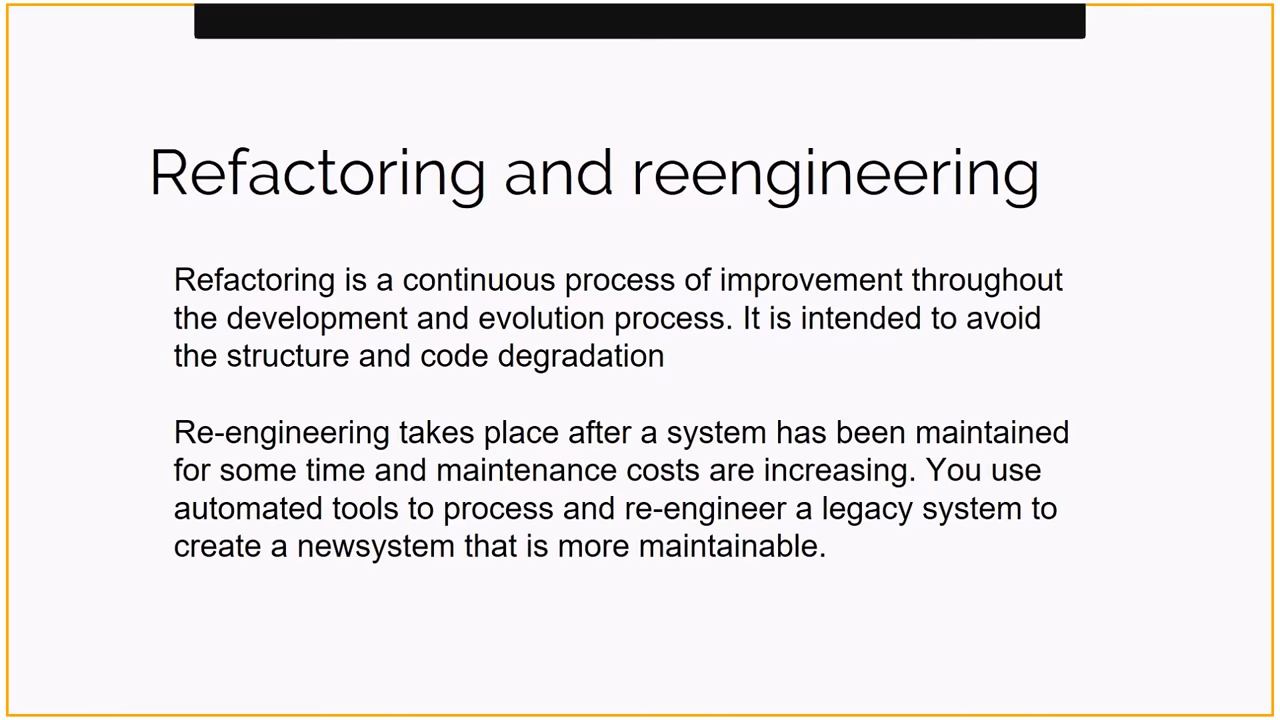 Refactoring and reengineering
Refactoring is a continuous process of improvement throughout
the development and evolution process. It is intended to avoid
the structure and code degradation
Re-engineering takes place after a system has been maintained
for some time and maintenance costs are increasing. You use
automated tools to process and re-engineer a legacy system to
create a newsystem that is more maintainable.